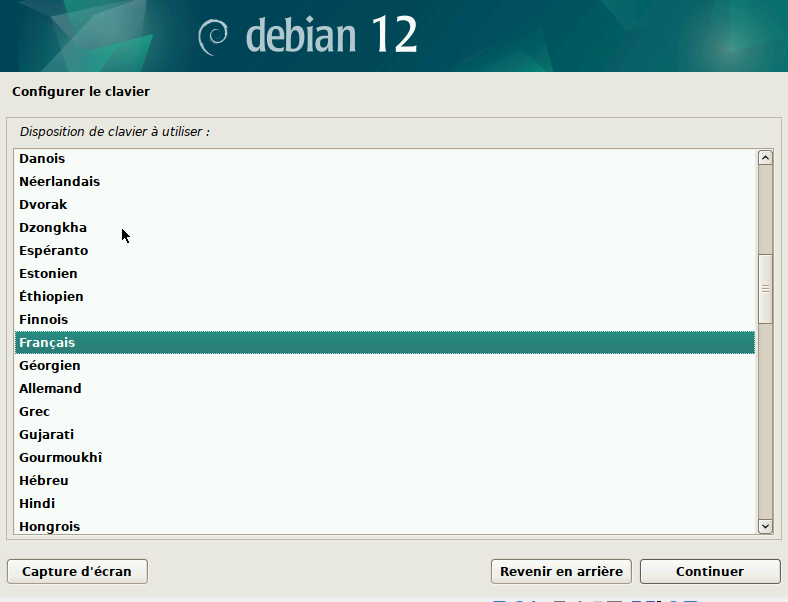 debian 12
Configurer le clavier
Disposition de clavier à utiliser :
Danois
Néerlandais
Dvorak
Dzongkha
Espéranto
Estonien
Éthiopien
Finnois
Français
Géorgien
Allemand
Grec
Gujarati
Gourmoukhî
Hébreu
Hindi
Hongrois
Capture d'écran
Revenir en arrière
Continuer